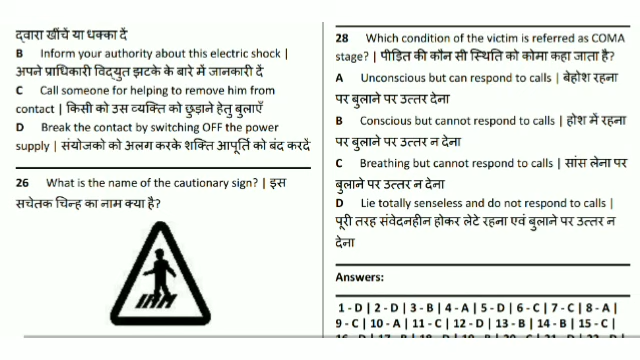 द्वारा खींचें या धक्का दें
B Inform your authority about this electric shock |
अपने प्राधिकारी विद्युत झटके के बारे में जानकारी दें
C Call someone for helping to remove him from
contact | किसी को उस व्यक्ति को छुड़ाने हेतु बुलाएँ
D Break the contact by switching OFF the power
supply | संयोजको को अलग करके शक्ति आपूर्ति को बंद करदें
26 What is the name of the cautionary sign? | इस
सचेतक चिन्ह का नाम क्या है?
28 Which condition of the victim is referred as COMA
stage? | पीड़ित की कौन सी स्थिति को कोमा कहा जाता है?
A Unconscious but can respond to calls | बेहोश रहना
पर बुलाने पर उत्तर देना
B Conscious but cannot respond to calls | होश में रहना
पर बुलाने पर उत्तर न देना
C Breathing but cannot respond to calls | सांस लेना पर
बुलाने पर उत्तर न देना
D Lie totally senseless and do not respond to calls |
पूरी तरह संवेदनहीन होकर लेटे रहना एवं बुलाने पर उत्तर न
देना
Answers:
1 - D | 2 - D | 3 - B | 4 - A | 5 - D | 6 - C | 7 - C | 8 - A |
9 - C | 10 - A | 11 - C | 12 - D | 13 - B | 14 - B | 15 - C |